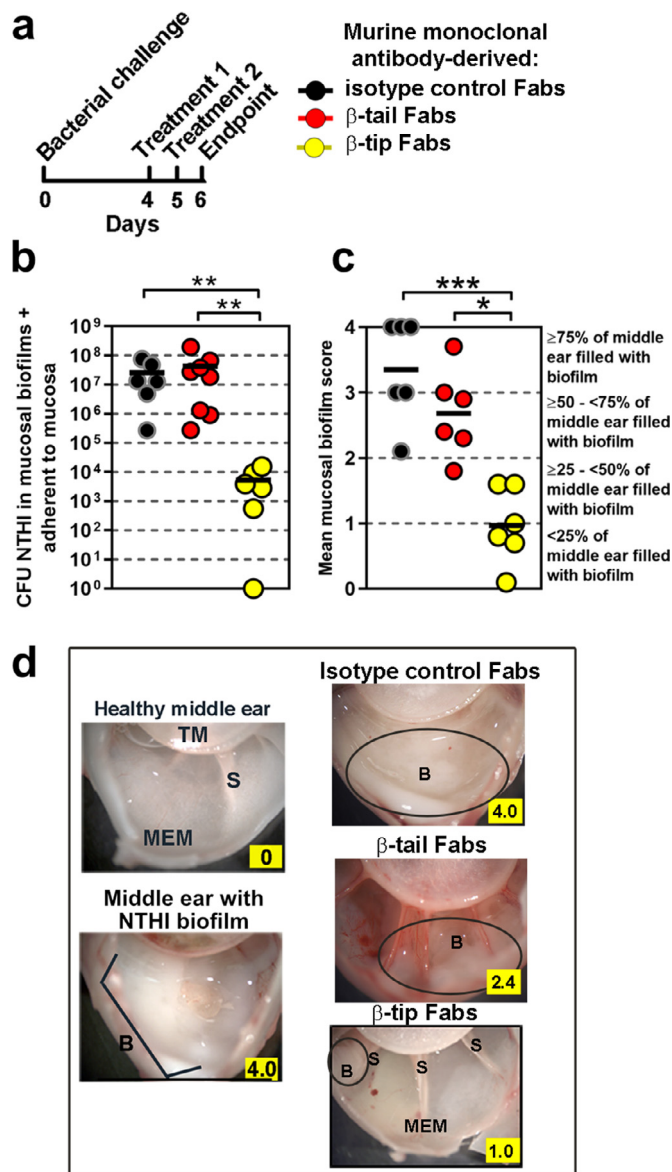 a
Bacterial challenge
Treatment 1
Treatment 2
Endpoint
0 4 5 6
Days
Murine monoclonal
antibody-derived:
isotype control Fabs
β-tail Fabs
β-tip Fabs
b
**
**
CFU NTHI in mucosal biofilms +
adherent to mucosa
10⁹
10⁸
10⁷
10⁶
10⁵
10⁴
10³
10²
10¹
10⁰
c
***
*
Mean mucosal biofilm score
4
3
2
1
0
≥75% of middle
ear filled with
biofilm
≥50 - <75% of
middle ear filled
with biofilm
≥25 - <50% of
middle ear filled
with biofilm
<25% of
middle ear filled
with biofilm
d
Healthy middle ear
TM
S
MEM
0
Middle ear with
NTHI biofilm
B
4.0
Isotype control Fabs
B
4.0
β-tail Fabs
B
2.4
β-tip Fabs
B S S S
MEM
1.0